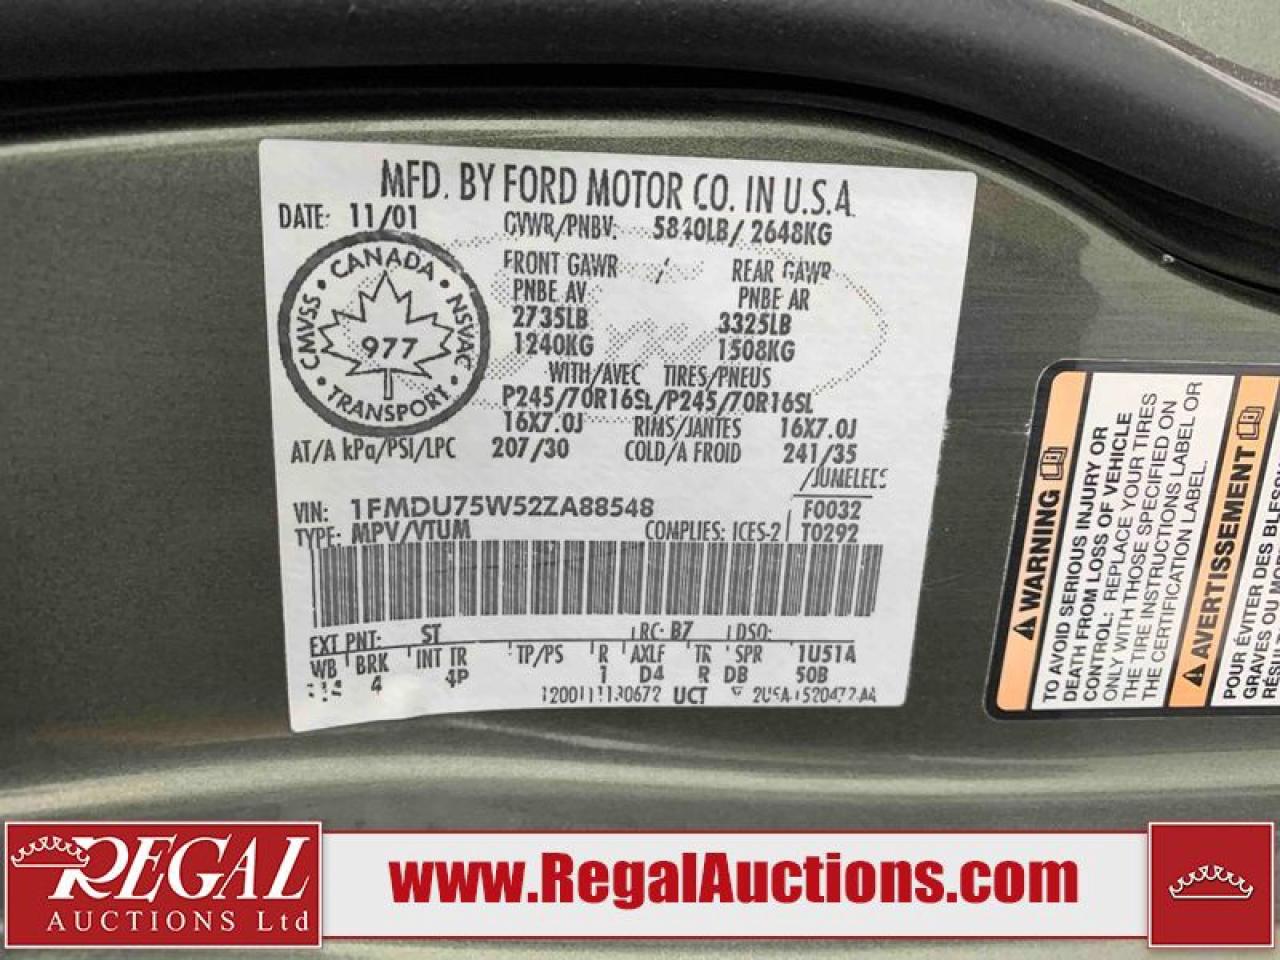 MFD. BY FORD MOTOR CO. IN U.S.A.
DATE: 11/01 GVWR/PNBV: 5840LB/ 2648KG
FRONT GAWR REAR GAWR
PNBE AV PNBE AR
2735LB 3325LB
1240KG 1508KG
CANADA
CMVSS NSVAC
977
TRANSPORT
WITH/AVEC TIRES/PNEUS
P245/70R16SL/P245/70R16SL
16X7.0J RIMS/JANTES 16X7.0J
AT/A kPa/PSI/LPC 207/30 COLD/A FROID 241/35
/JUMELECS
VIN: 1FMDU75W52ZA88548 F0032
TYPE: MPV/VTUM COMPLIES: ICES-2 T0292
EXT PNT: ST RC: B7 DSO:
WB BRK INT TR TP/PS R AXLE TR SPR 1U51A
4 4P 1 D4 R DB 50B
UCT
WARNING
TO AVOID SERIOUS INJURY OR
DEATH FROM LOSS OF VEHICLE
CONTROL: REPLACE YOUR TIRES
ONLY WITH THOSE SPECIFIED ON
THE TIRE INSTRUCTIONS LABEL OR
THE CERTIFICATION LABEL
AVERTISSEMENT
POUR ÉVITER DES BLESSU
GRAVES OU MOR
RÉSUL
REGAL
AUCTIONS Ltd
www.RegalAuctions.com